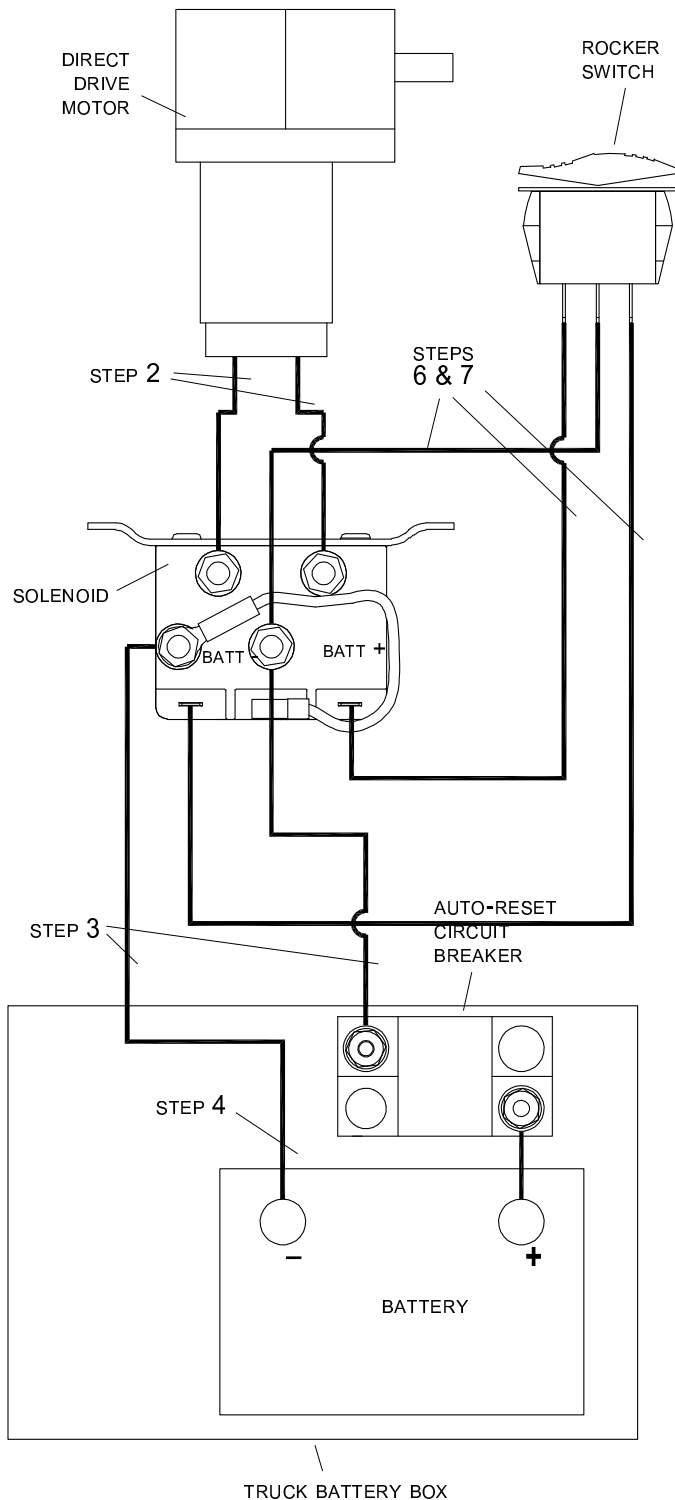 DIRECT
DRIVE
MOTOR
ROCKER
SWITCH
STEP 2
STEPS
6 & 7
SOLENOID
BATT -
BATT +
STEP 3
AUTO-RESET
CIRCUIT
BREAKER
STEP 4
–
+
BATTERY
TRUCK BATTERY BOX